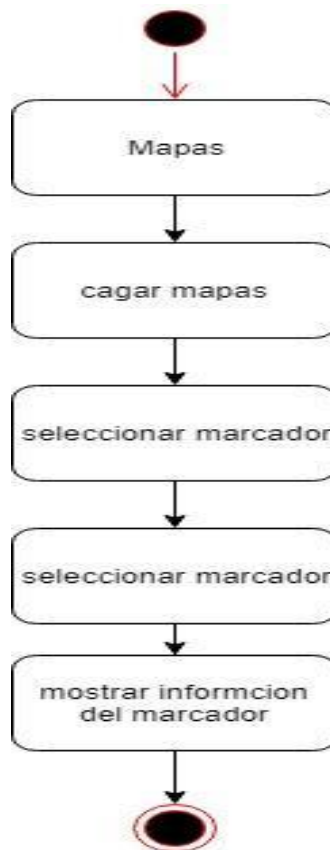 Mapas
cagar mapas
seleccionar marcador
seleccionar marcador
mostrar informcion
del marcador